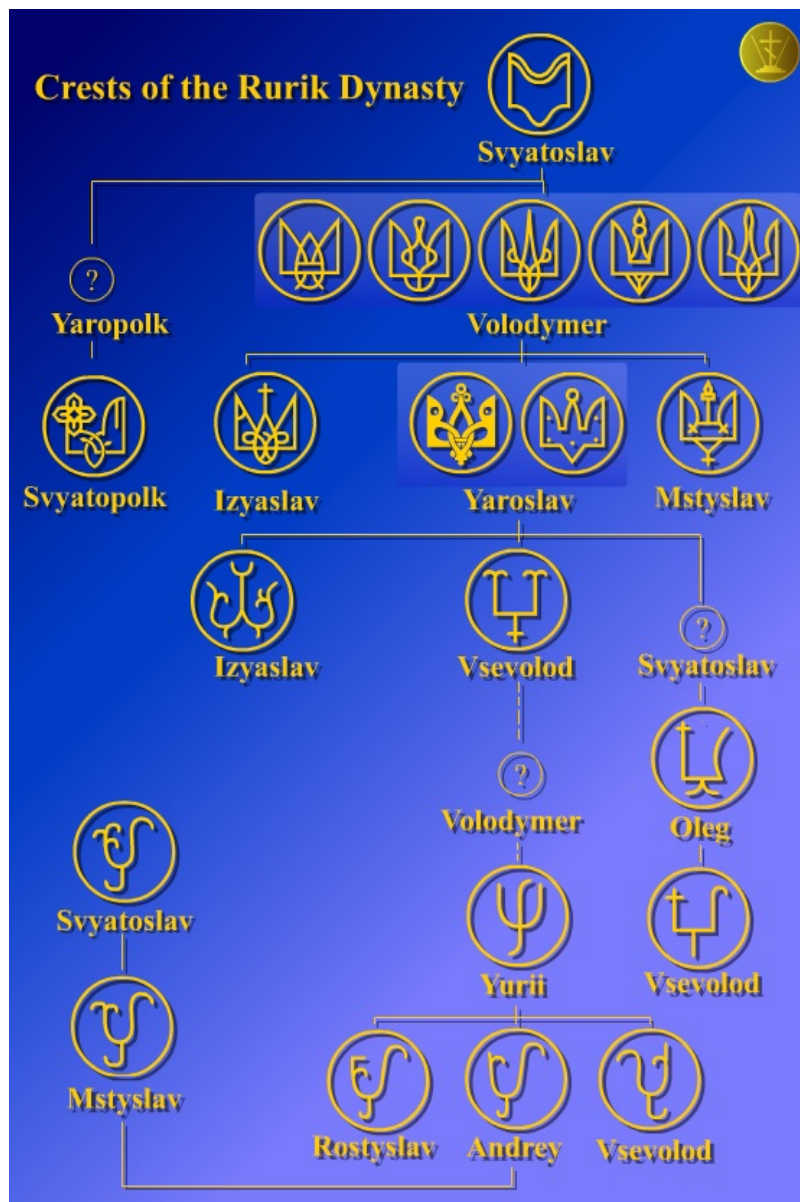 Crests of the Rurik Dynasty
Svyatoslav
?
Yaropolk
Volodymer
Svyatopolk
Izyaslav
Yaroslav
Mstyslav
Izyaslav
Vsevolod
?
Svyatoslav
?
Volodymer
Oleg
Svyatoslav
Yurii
Vsevolod
Mstyslav
Rostyslav
Andrey
Vsevolod